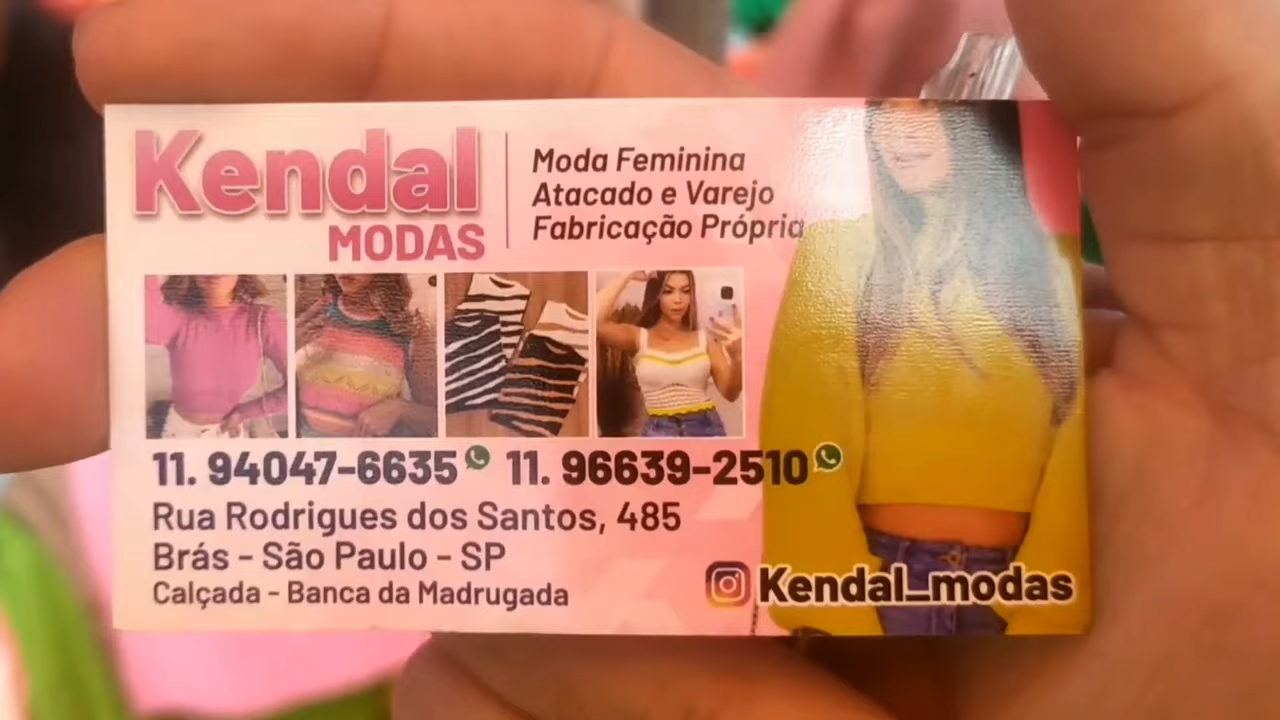 Kendal
MODAS
Moda Feminina
Atacado e Varejo
Fabricação Própria
11. 94047-6635 11. 96639-2510
Rua Rodrigues dos Santos, 485
Brás - São Paulo - SP
Calçada - Banca da Madrugada
Kendal_modas